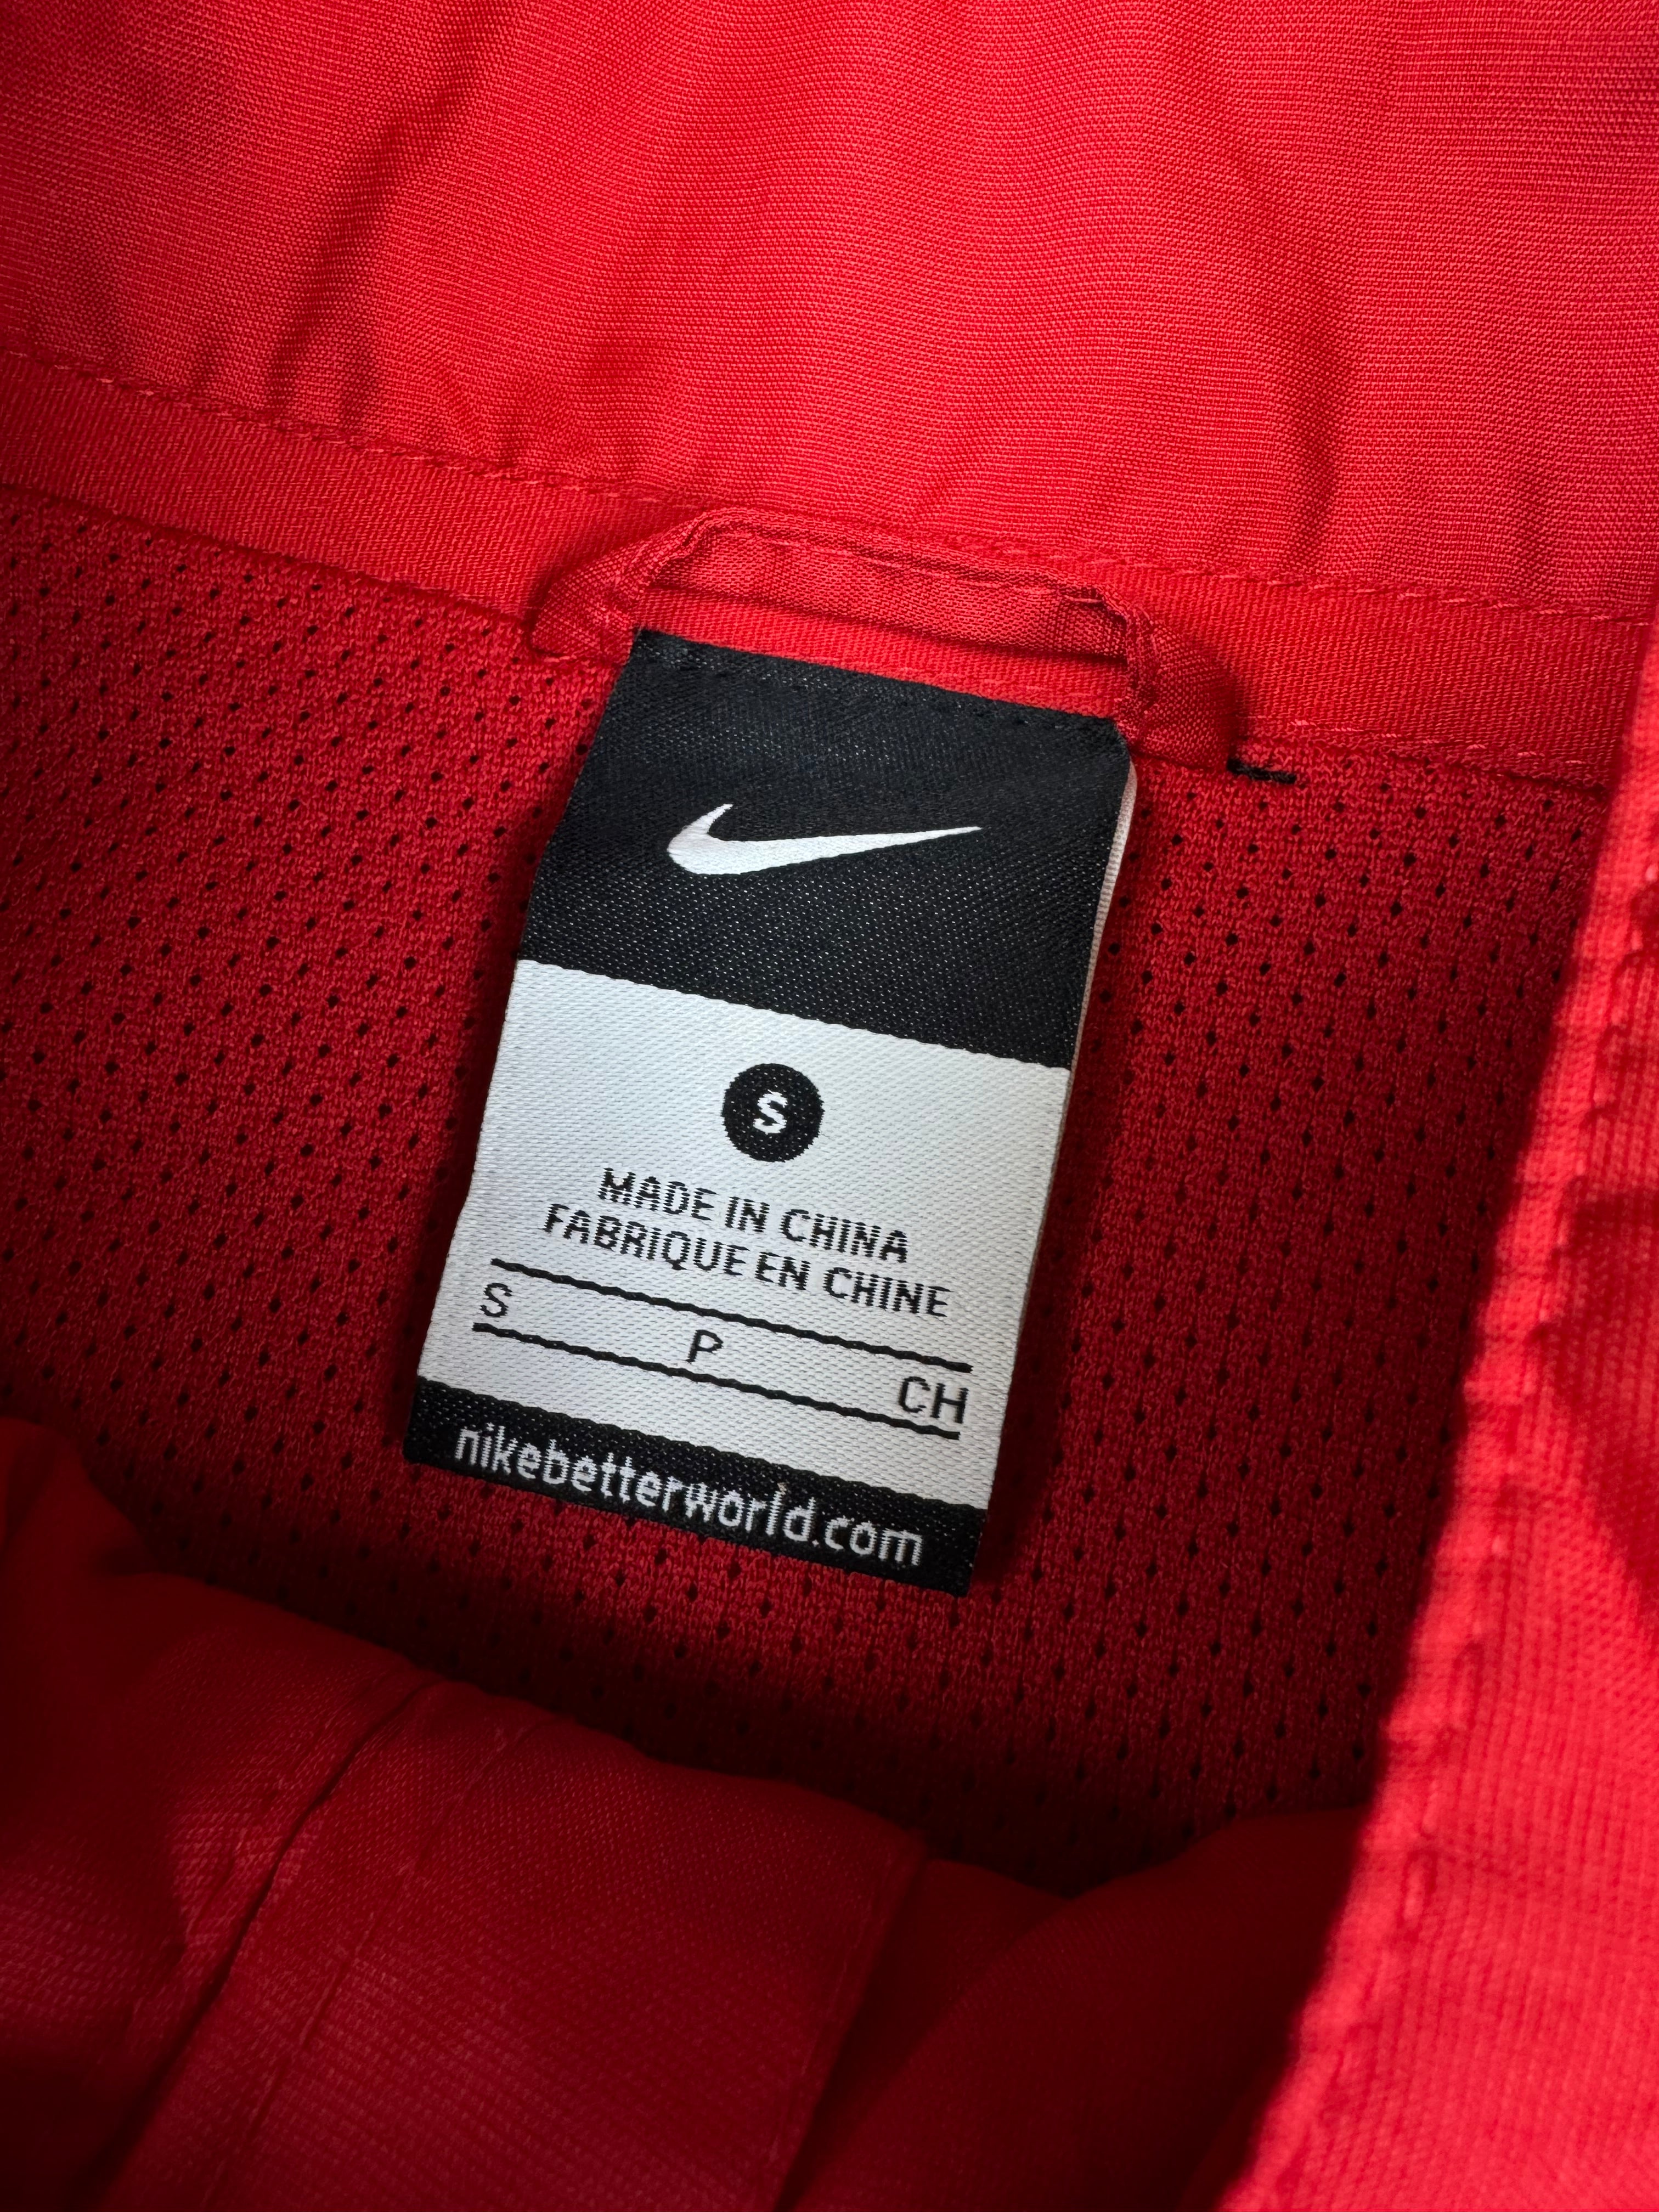 S
MADE IN CHINA
FABRIQUE EN CHINE
S P CH
nikebetterworld.com